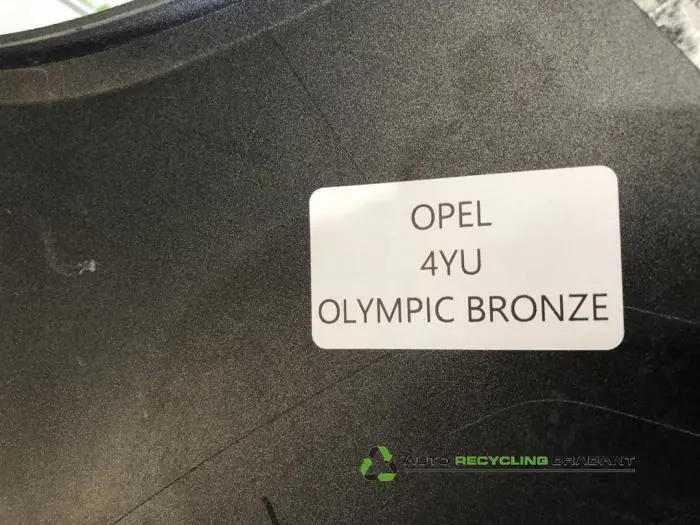 OPEL
4YU
OLYMPIC BRONZE
AUTO RECYCLING BRABANT